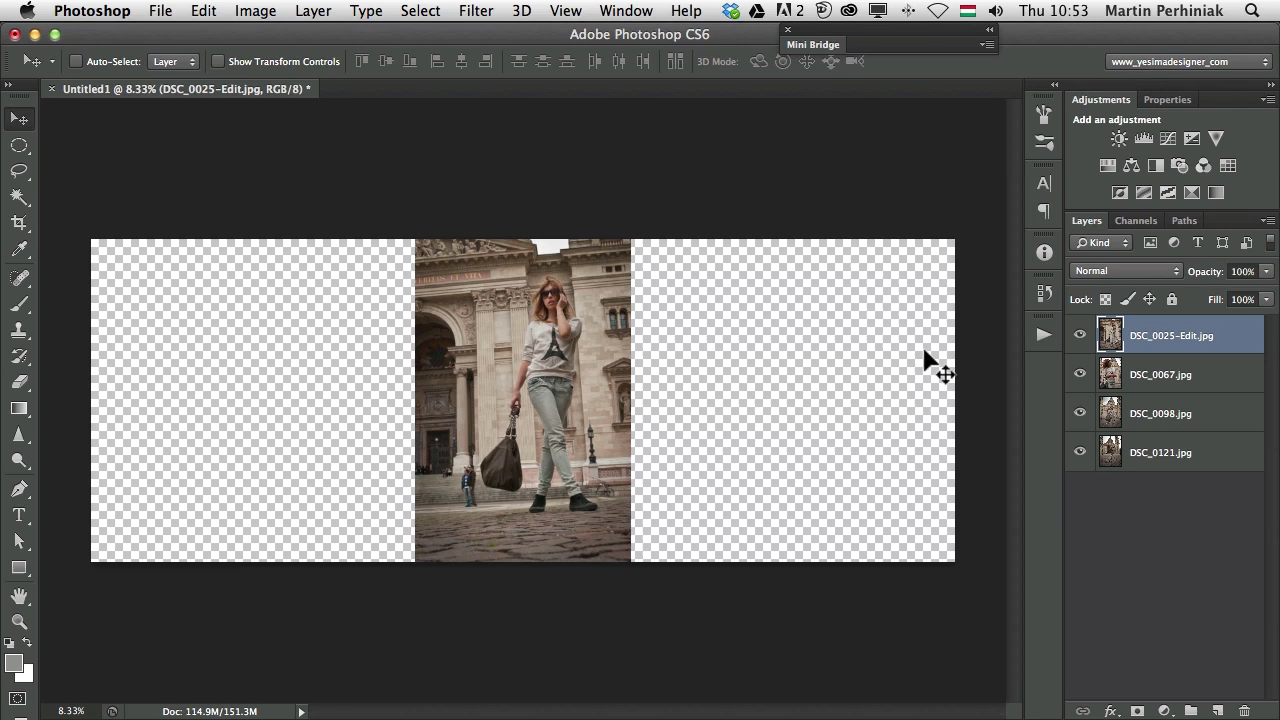 Photoshop File Edit Image Layer Type Select Filter 3D View Window Help 2 Thu 10:53 Martin Perhiniak
Adobe Photoshop CS6
Mini Bridge
Auto-Select: Layer Show Transform Controls 3D Mode: www_yesimadesigner_com
Untitled1 @ 8.33% (DSC_0025-Edit.jpg, RGB/8) *
Adjustments Properties
Add an adjustment
Layers Channels Paths
Kind
Normal Opacity: 100%
Lock: Fill: 100%
DSC_0025-Edit.jpg
DSC_0067.jpg
DSC_0098.jpg
DSC_0121.jpg
8.33% Doc: 114.9M/151.3M